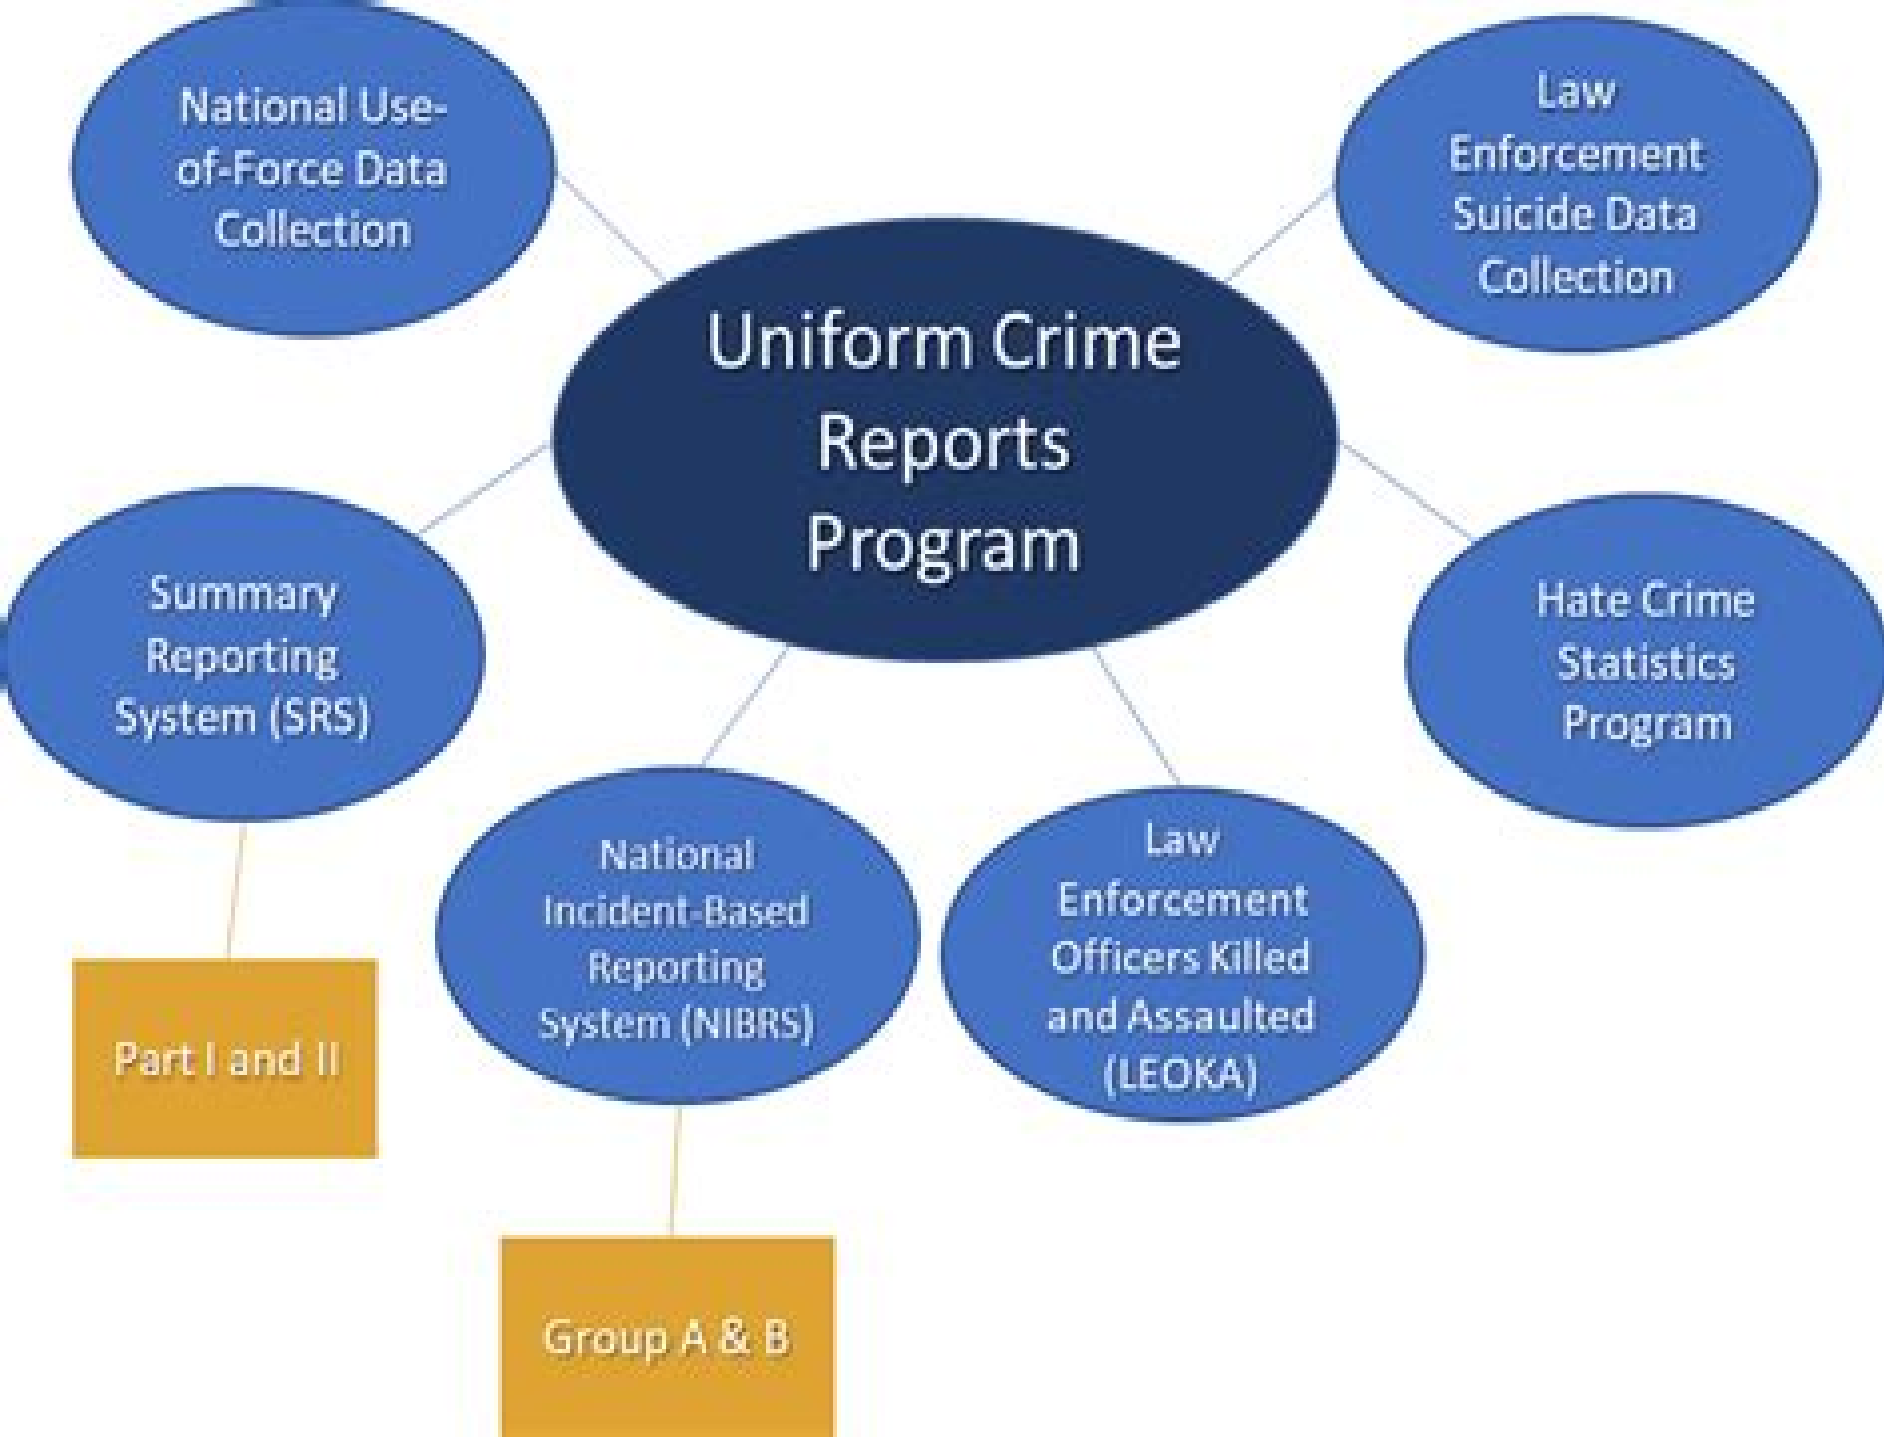 National Use-
of-Force Data
Collection
Law
Enforcement
Suicide Data
Collection
Uniform Crime
Reports
Program
Summary
Reporting
System (SRS)
Hate Crime
Statistics
Program
National
Incident-Based
Reporting
System (NIBRS)
Law
Enforcement
Officers Killed
and Assaulted
(LEOKA)
Part I and II
Group A & B